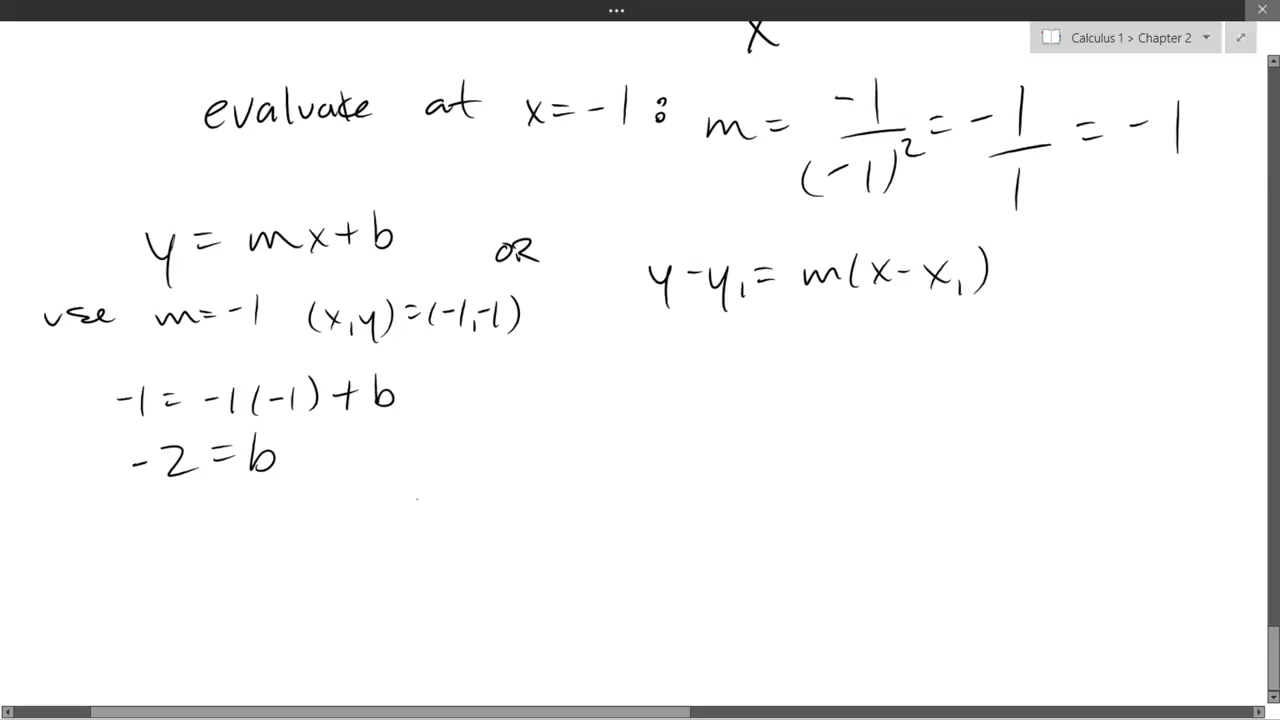 Calculus 1 > Chapter 2
x
evaluate at x = -1 : m = -1/(-1)² = -1/1 = -1
y = mx + b OR y - y₁ = m(x - x₁)
use m = -1 (x,y) = (-1,-1)
-1 = -1(-1) + b
-2 = b